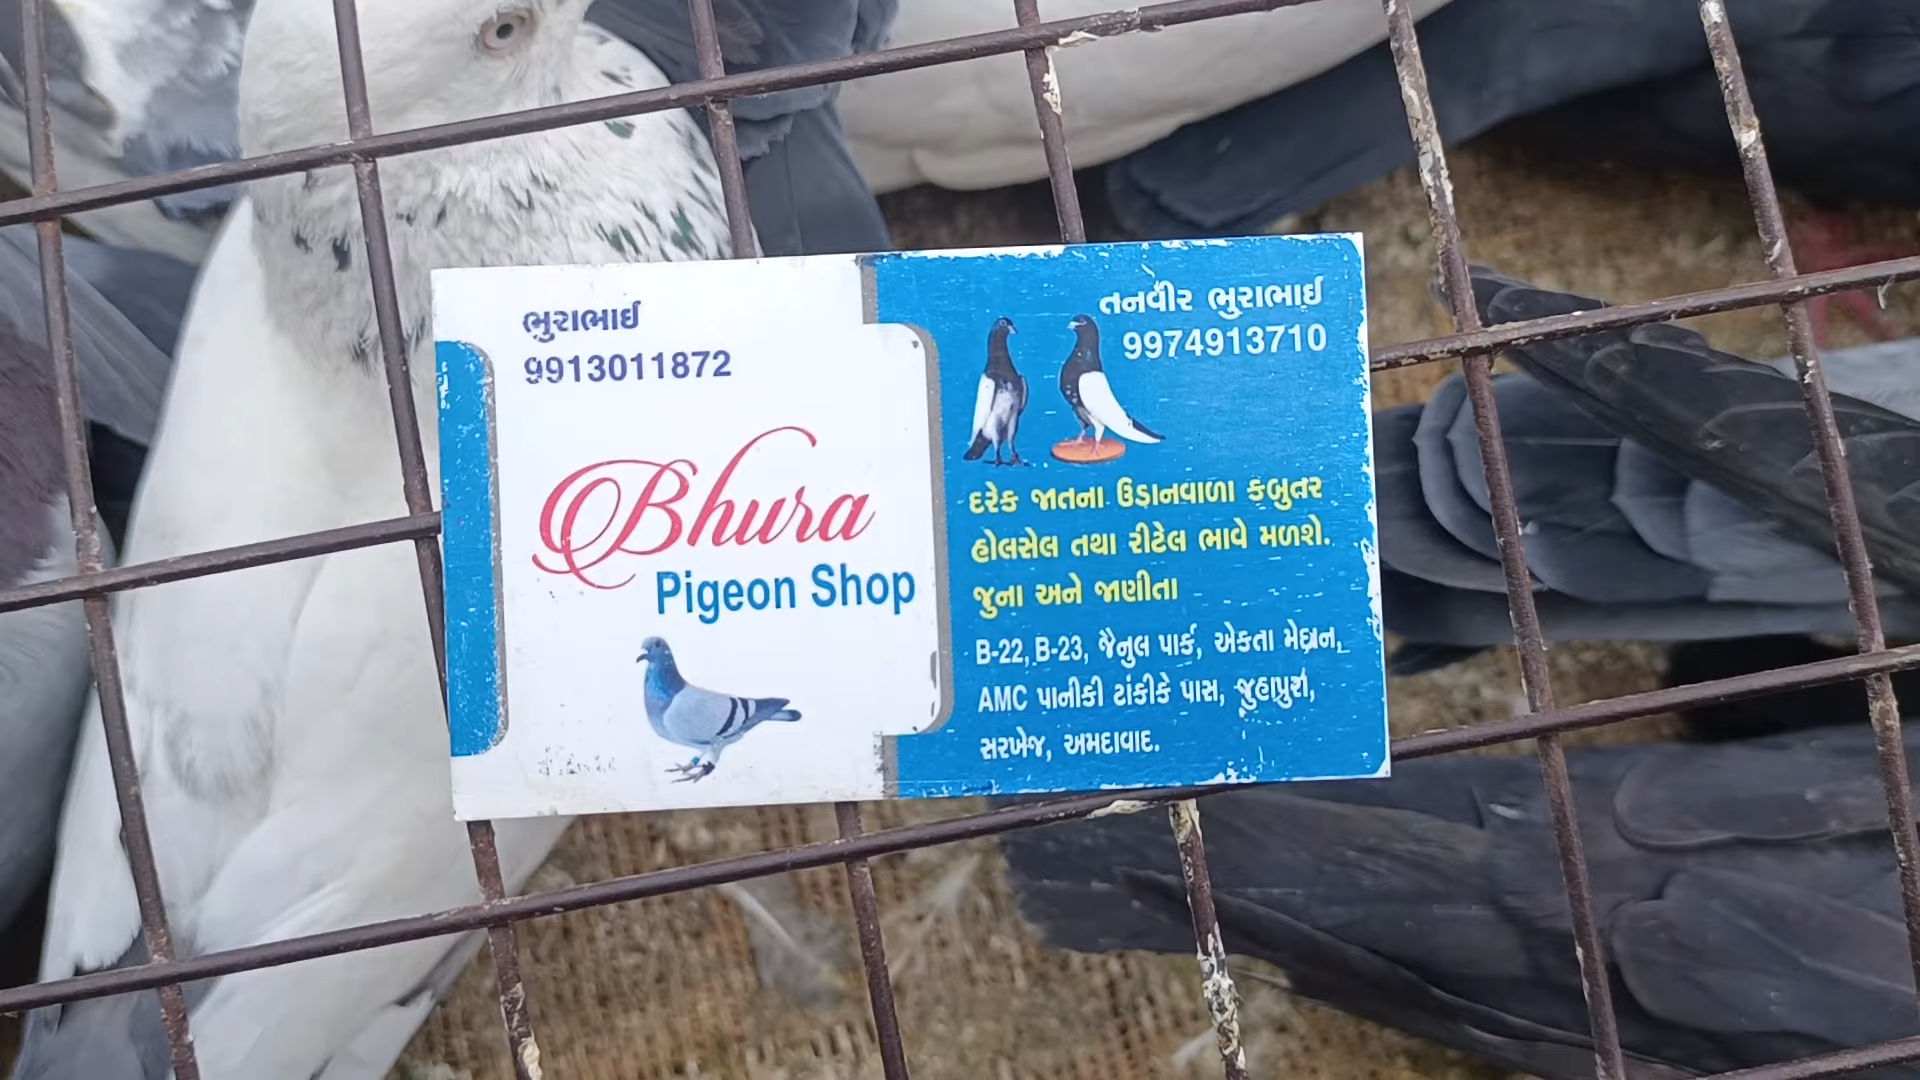 ભુરાભાઈ
9913011872
Bhura
Pigeon Shop
તનવીર ભુરાભાઈ
9974913710
દરેક જાતના ઉડાનવાળા કબુતર
હોલસેલ તથા રીટેલ ભાવે મળશે.
જુના અને જાણીતા
B-22, B-23, જૈનુલ પાર્ક, એકતા મેદાન,
AMC પાનીકી ટાંકીકે પાસ, જુહાપુરા,
સરખેજ, અમદાવાદ.